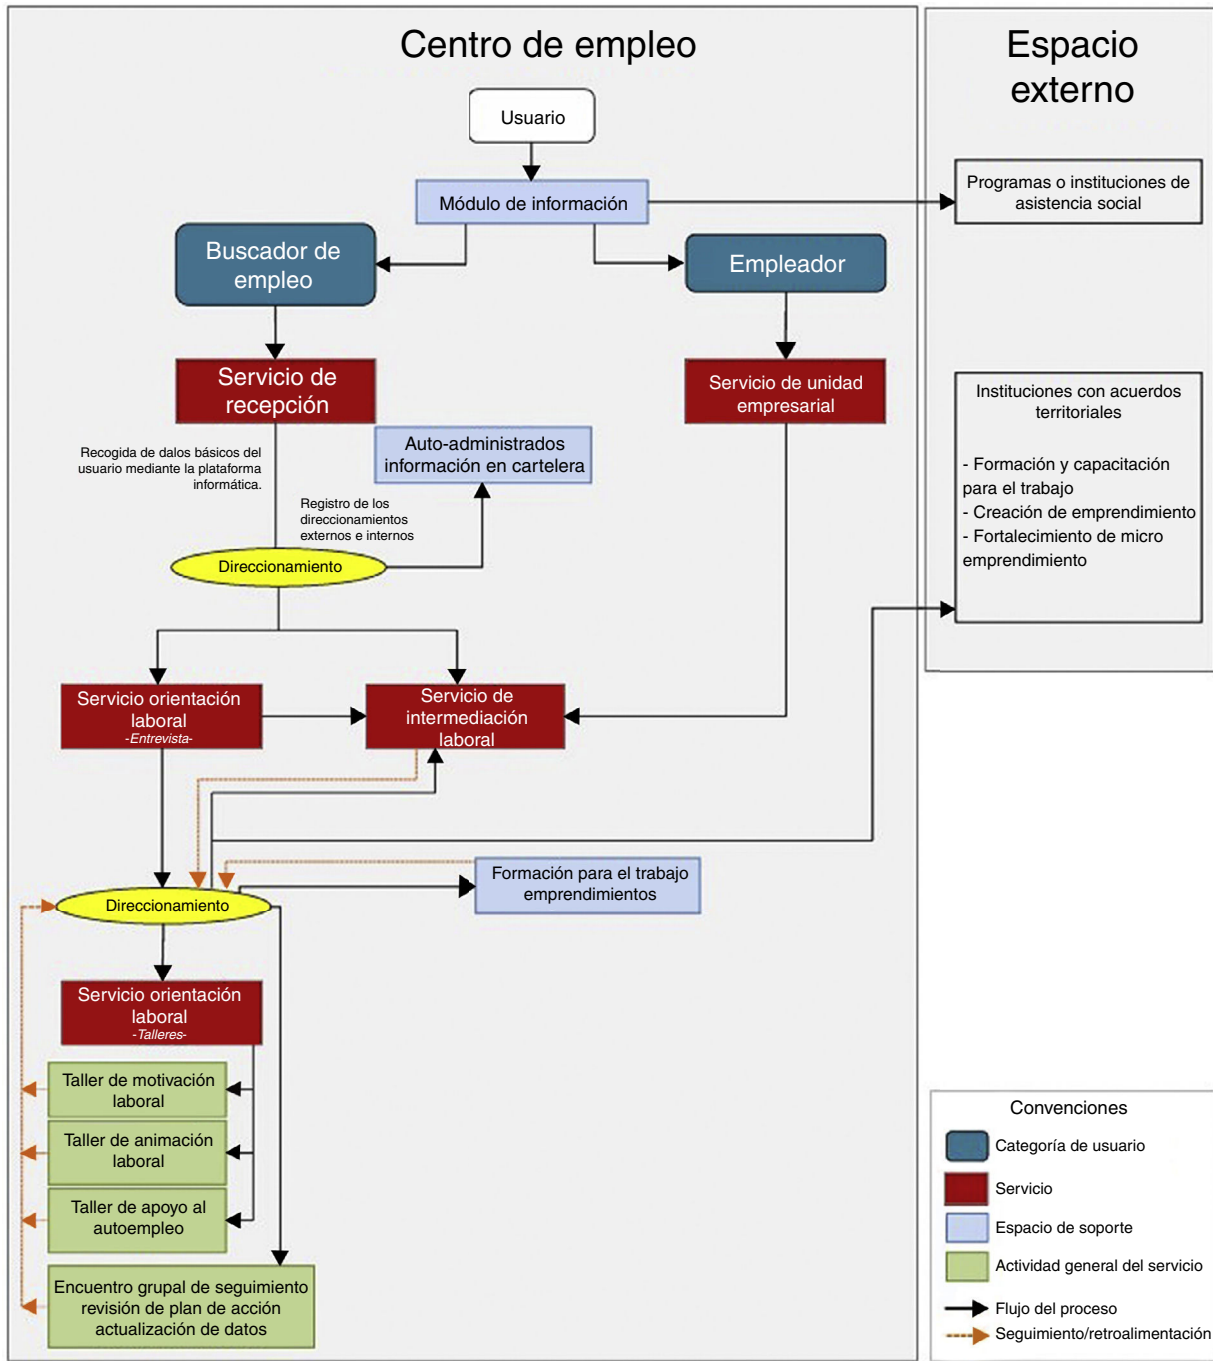 Centro de empleo
Espacio
externo
Usuario
Módulo de información
Programas o instituciones de
asistencia social
Buscador de
empleo
Empleador
Servicio de
recepción
Servicio de unidad
empresarial
Instituciones con acuerdos
territoriales
- Formación y capacitación
para el trabajo
- Creación de emprendimiento
- Fortalecimiento de micro
emprendimiento
Recogida de dalos básicos del
usuario mediante la plataforma
informática.
Auto-administrados
información en cartelera
Registro de los
direccionamientos
externos e internos
Direccionamiento
Servicio orientación
laboral
-Entrevista-
Servicio de
intermediación
laboral
Formación para el trabajo
emprendimientos
Direccionamiento
Servicio orientación
laboral
-Talleres-
Taller de motivación
laboral
Taller de animación
laboral
Taller de apoyo al
autoempleo
Encuentro grupal de seguimiento
revisión de plan de acción
actualización de datos
Convenciones
Categoría de usuario
Servicio
Espacio de soporte
Actividad general del servicio
Flujo del proceso
Seguimiento/retroalimentación